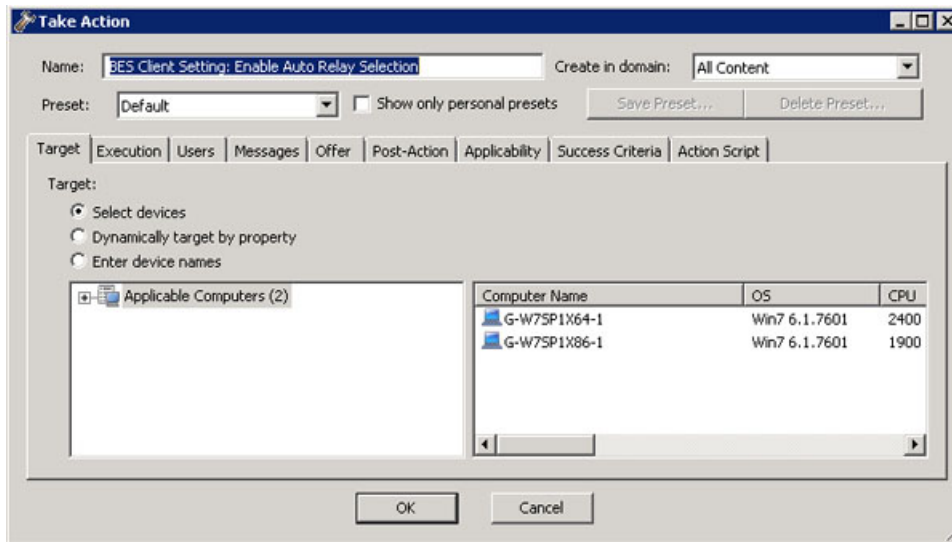 Take Action
Name: BES Client Setting: Enable Auto Relay Selection Create in domain: All Content
Preset: Default Show only personal presets Save Preset... Delete Preset...
Target Execution Users Messages Offer Post-Action Applicability Success Criteria Action Script
Target:
Select devices
Dynamically target by property
Enter device names
Applicable Computers (2) Computer Name OS CPU
G-W7SP1X64-1 Win7 6.1.7601 2400
G-W7SP1X86-1 Win7 6.1.7601 1900
OK Cancel